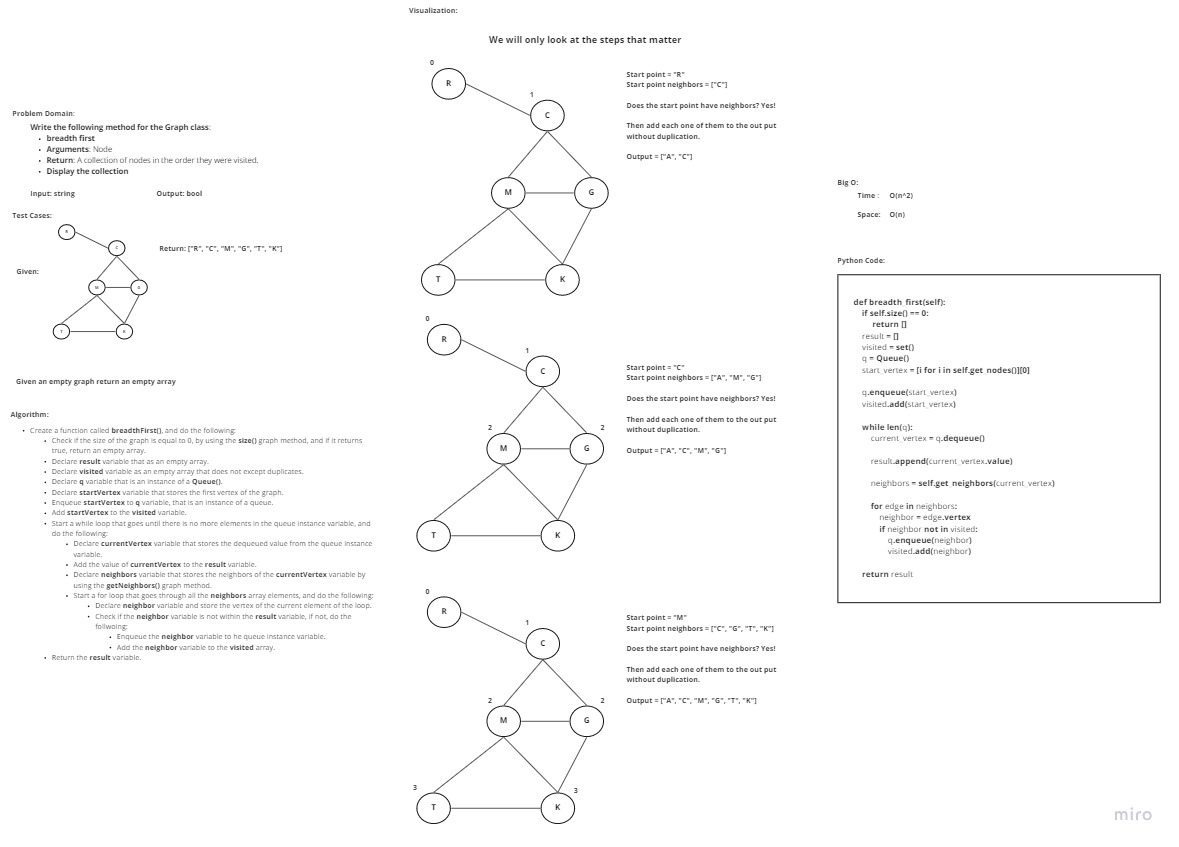 Problem Domain:
Write the following method for the Graph class:
• breadth first
• Arguments: Node
• Return: A collection of nodes in the order they were visited.
• Display the collection
Input: string
Output: bool
Test Cases:
R
C
Return: ["R", "C", "M", "G", "T", "K"]
Given:
M
G
T
K
Given an empty graph return an empty array
Algorithm:
• Create a function called breadthFirst(), and do the following:
• Check if the size of the graph is equal to 0, by using the size() graph method, and if it returns
true, return an empty array.
• Declare result variable that as an empty array.
• Declare visited variable as an empty array that does not except duplicates.
• Declare q variable that is an instance of a Queue().
• Declare startVertex variable that stores the first vertex of the graph.
• Enqueue startVertex to q variable, that is an instance of a queue.
• Add startVertex to the visited variable.
• Start a while loop that goes until there is no more elements in the queue instance variable, and
do the following:
• Declare currentVertex variable that stores the dequeued value from the queue instance
variable.
• Add the value of currentVertex to the result variable.
• Declare neighbors variable that stores the neighbors of the currentVertex variable by
using the getNeighbors() graph method.
• Start a for loop that goes through all the neighbors array elements, and do the following:
• Declare neighbor variable and store the vertex of the current element of the loop.
• Check if the neighbor variable is not within the result variable, if not, do the
follwoing:
• Enqueue the neighbor variable to he queue instance variable.
• Add the neighbor variable to the visited array.
• Return the result variable.
Visualization:
We will only look at the steps that matter
0
R
1
C
M
G
T
K
Start point = "R"
Start point neighbors = ["C"]
Does the start point have neighbors? Yes!
Then add each one of them to the out put
without duplication.
Output = ["A", "C"]
0
R
1
C
2
M
2
G
T
K
Start point = "C"
Start point neighbors = ["A", "M", "G"]
Does the start point have neighbors? Yes!
Then add each one of them to the out put
without duplication.
Output = ["A", "C", "M", "G"]
0
R
1
C
2
M
2
G
3
T
3
K
Start point = "M"
Start point neighbors = ["C", "G", "T", "K"]
Does the start point have neighbors? Yes!
Then add each one of them to the out put
without duplication.
Output = ["A", "C", "M", "G", "T", "K"]
Big O:
Time : O(n^2)
Space: O(n)
Python Code:
def breadth_first(self):
if self.size() == 0:
return []
result = []
visited = set()
q = Queue()
start_vertex = [i for i in self.get_nodes()][0]
q.enqueue(start_vertex)
visited.add(start_vertex)
while len(q):
current_vertex = q.dequeue()
result.append(current_vertex.value)
neighbors = self.get_neighbors(current_vertex)
for edge in neighbors:
neighbor = edge.vertex
if neighbor not in visited:
q.enqueue(neighbor)
visited.add(neighbor)
return result
miro